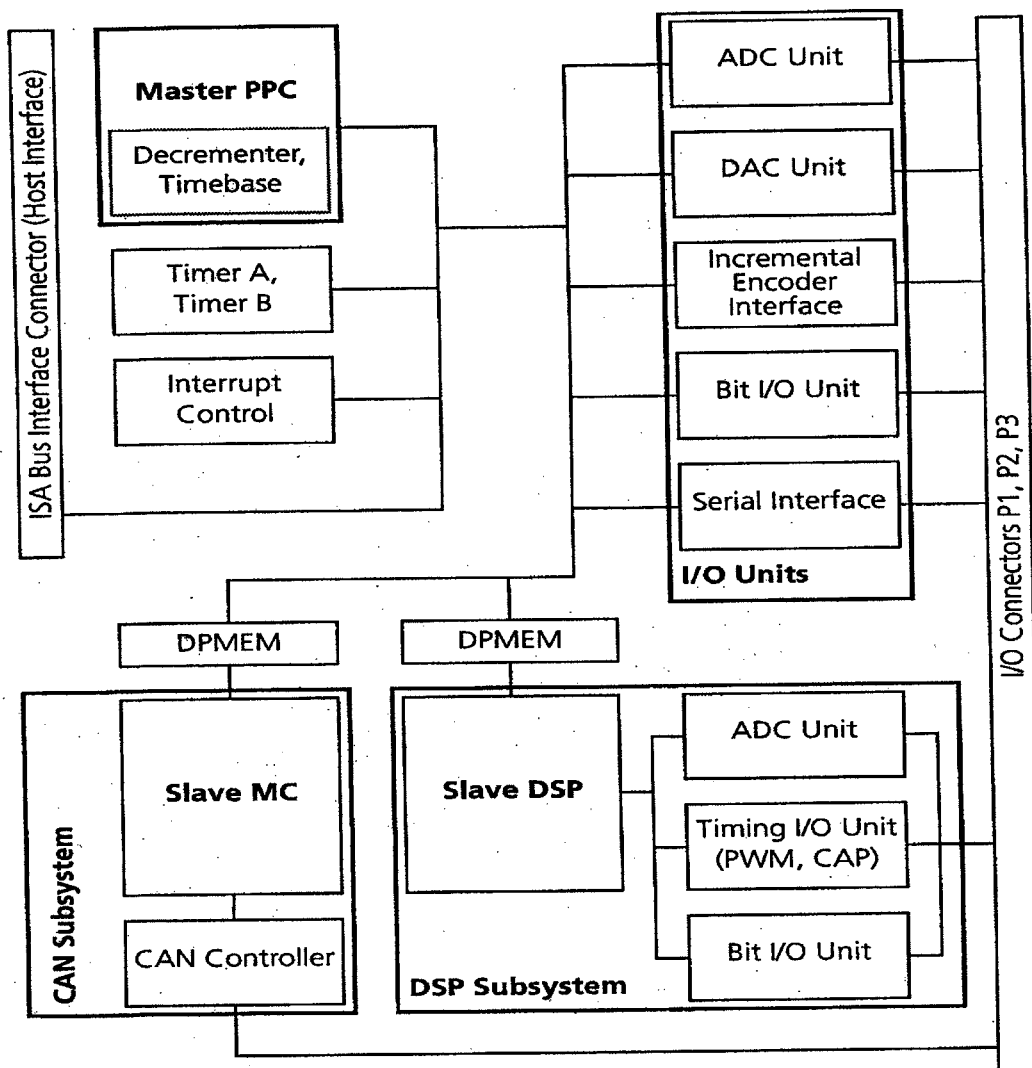 ISA Bus Interface Connector (Host Interface)
Master PPC
Decrementer,
Timebase
Timer A,
Timer B
Interrupt
Control
ADC Unit
DAC Unit
Incremental
Encoder
Interface
Bit I/O Unit
Serial Interface
I/O Units
I/O Connectors P1, P2, P3
DPMEM
DPMEM
CAN Subsystem
Slave MC
CAN Controller
Slave DSP
ADC Unit
Timing I/O Unit
(PWM, CAP)
Bit I/O Unit
DSP Subsystem